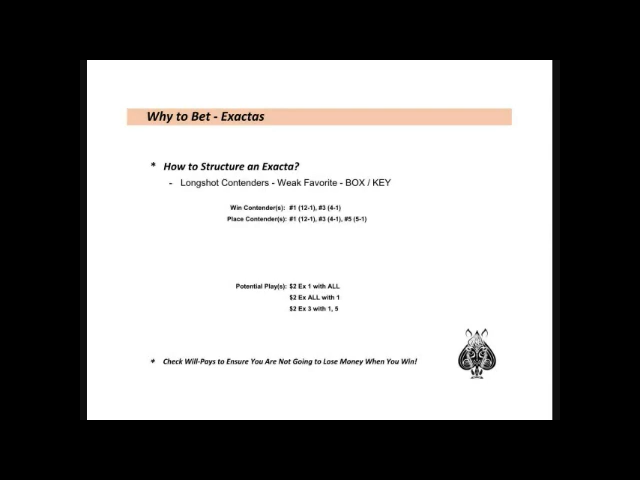 Why to Bet - Exactas
* How to Structure an Exacta?
- Longshot Contenders - Weak Favorite - BOX / KEY
Win Contender(s): #1 (12-1), #3 (4-1)
Place Contender(s): #1 (12-1), #3 (4-1), #5 (5-1)
Potential Play(s): $2 Ex 1 with ALL
$2 Ex ALL with 1
$2 Ex 3 with 1, 5
* Check Will-Pays to Ensure You Are Not Going to Lose Money When You Win!